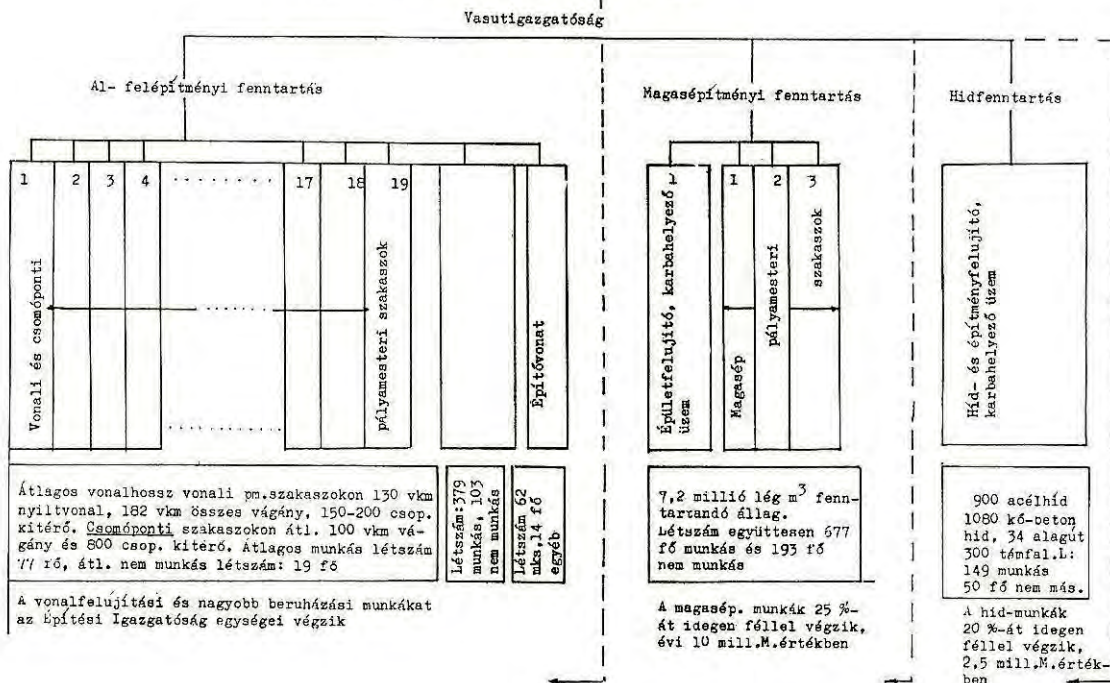 Vasutigazgatóság
Al- felépítményi fenntartás
Magasépítményi fenntartás
Hidfenntartás
1 2 3 4 ......... 17 18 19
1 2 3
Vonali és csomóponti
pályamesteri szakaszok
Építővonat
Épületfelujító, karbahelyező
üzem
Magasép
pályamesteri
szakaszok
Híd- és építményfelujító,
karbahelyező üzem
Átlagos vonalhossz vonali pm.szakaszokon 130 vkm
nyiltvonal, 182 vkm összes vágány, 150-200 csop.
kitérő. Csomóponti szakaszokon átl. 100 vkm vá-
gány és 800 csop. kitérő. Átlagos munkás létszám
77 fő, átl. nem munkás létszám: 19 fő
Létszám:379
munkás, 103
nem munkás
Létszám 62
mks,14 fő
egyéb
7,2 millió lég m³ fenn-
tartandó állag.
Létszám együttesen 677
fő munkás és 193 fő
nem munkás
900 acélhíd
1080 kő-beton
hid, 34 alagút
300 támfal.L:
149 munkás
50 fő nem más.
A vonalfelujítási és nagyobb beruházási munkákat
az Építési Igazgatóság egységei végzik
A magasép. munkák 25 %-
át idegen féllel végzik,
évi 10 mill.M.értékben
A hid-munkák
20 %-át idegen
féllel végzik,
2,5 mill.M.érték-
ben